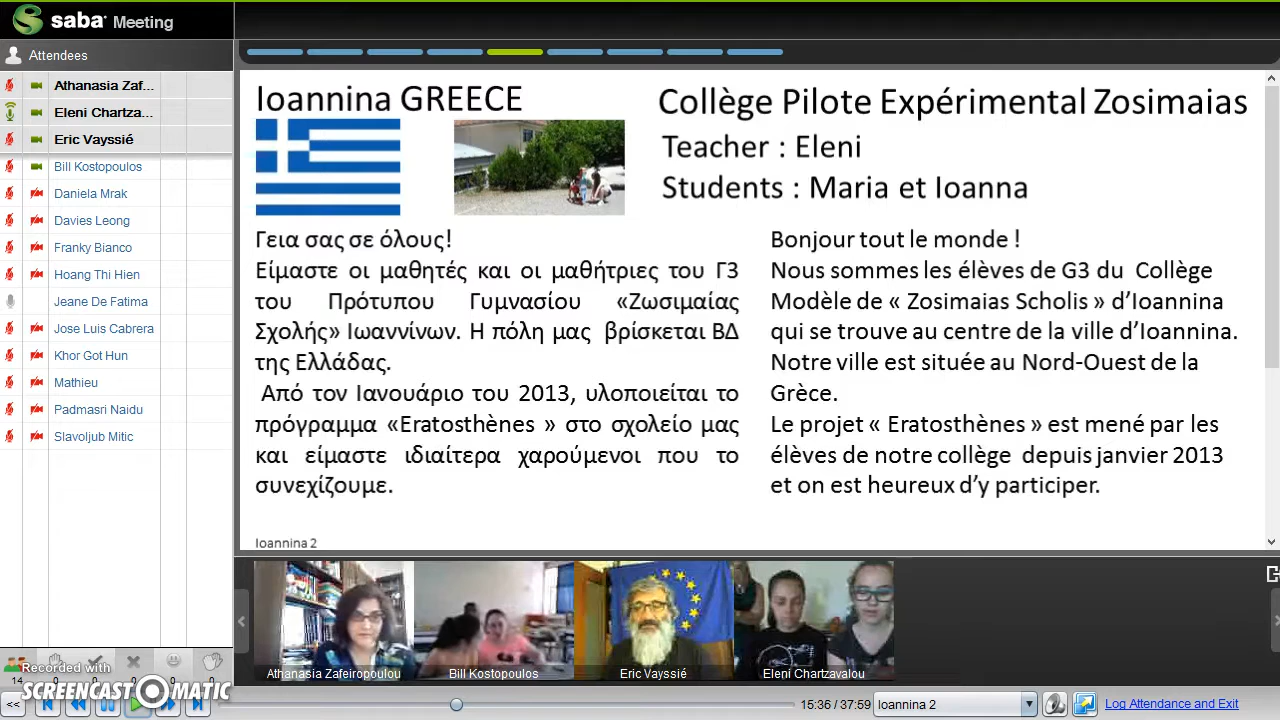 saba Meeting
Attendees
Athanasia Zaf...
Eleni Chartzava...
Eric Vayssié
Bill Kostopoulos
Daniela Mrak
Davies Leong
Franky Bianco
Hoang Thi Hien
Jeane De Fatima
Jose Luis Cabrera
Khor Got Hun
Mathieu
Padmasri Naidu
Slavoljub Mitic
14
Recorded with
SCREENCAST MATIC
Ioannina GREECE
Collège Pilote Expérimental Zosimaias
Teacher : Eleni
Students : Maria et Ioanna
Γεια σας σε όλους!
Είμαστε οι μαθητές και οι μαθήτριες του Γ3
του Πρότυπου Γυμνασίου «Ζωσιμαίας
Σχολής» Ιωαννίνων. Η πόλη μας βρίσκεται ΒΔ
της Ελλάδας.
Από τον Ιανουάριο του 2013, υλοποιείται το
πρόγραμμα «Eratosthènes » στο σχολείο μας
και είμαστε ιδιαίτερα χαρούμενοι που το
συνεχίζουμε.
Bonjour tout le monde !
Nous sommes les élèves de G3 du Collège
Modèle de « Zosimaias Scholis » d’Ioannina
qui se trouve au centre de la ville d’Ioannina.
Notre ville est située au Nord-Ouest de la
Grèce.
Le projet « Eratosthènes » est mené par les
élèves de notre collège depuis janvier 2013
et on est heureux d’y participer.
Ioannina 2
Athanasia Zafeiropoulou
Bill Kostopoulos
Eric Vayssié
Eleni Chartzavalou
<<
Ioannina 2
Log Attendance and Exit